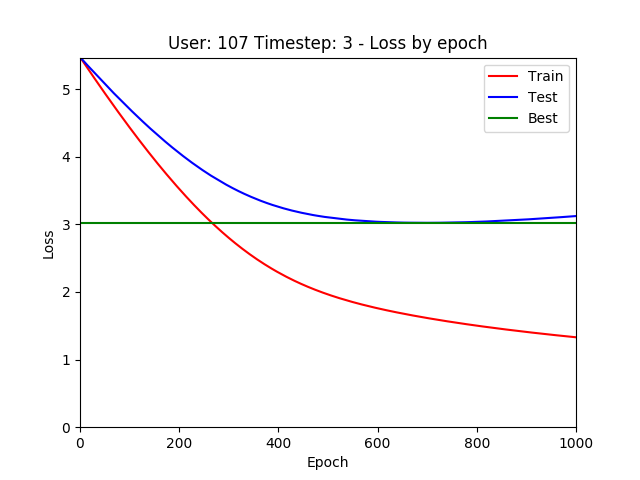 User: 107 Timestep: 3 - Loss by epoch
Train
Test
Best
5
4
3
2
1
0
Loss
0 200 400 600 800 1000
Epoch